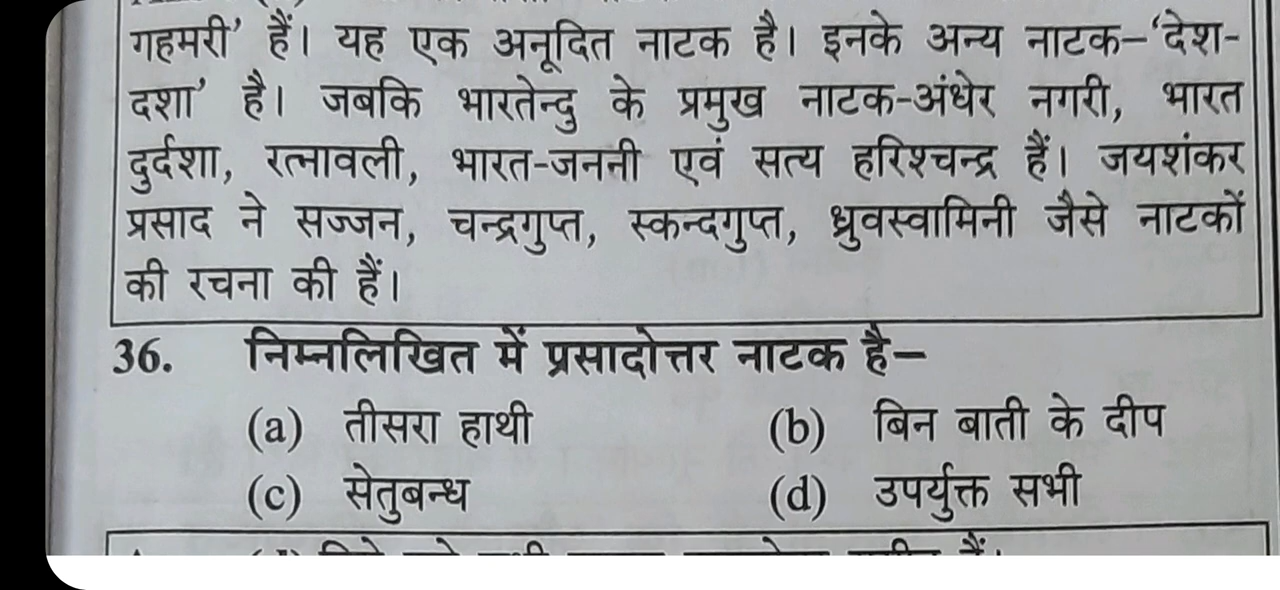 गहमरी’ हैं। यह एक अनूदित नाटक है। इनके अन्य नाटक–‘देश-
दशा’ है। जबकि भारतेन्दु के प्रमुख नाटक-अंधेर नगरी, भारत
दुर्दशा, रत्नावली, भारत-जननी एवं सत्य हरिश्चन्द्र हैं। जयशंकर
प्रसाद ने सज्जन, चन्द्रगुप्त, स्कन्दगुप्त, ध्रुवस्वामिनी जैसे नाटकों
की रचना की हैं।
36. निम्नलिखित में प्रसादोत्तर नाटक है–
(a) तीसरा हाथी (b) बिन बाती के दीप
(c) सेतुबन्ध (d) उपर्युक्त सभी